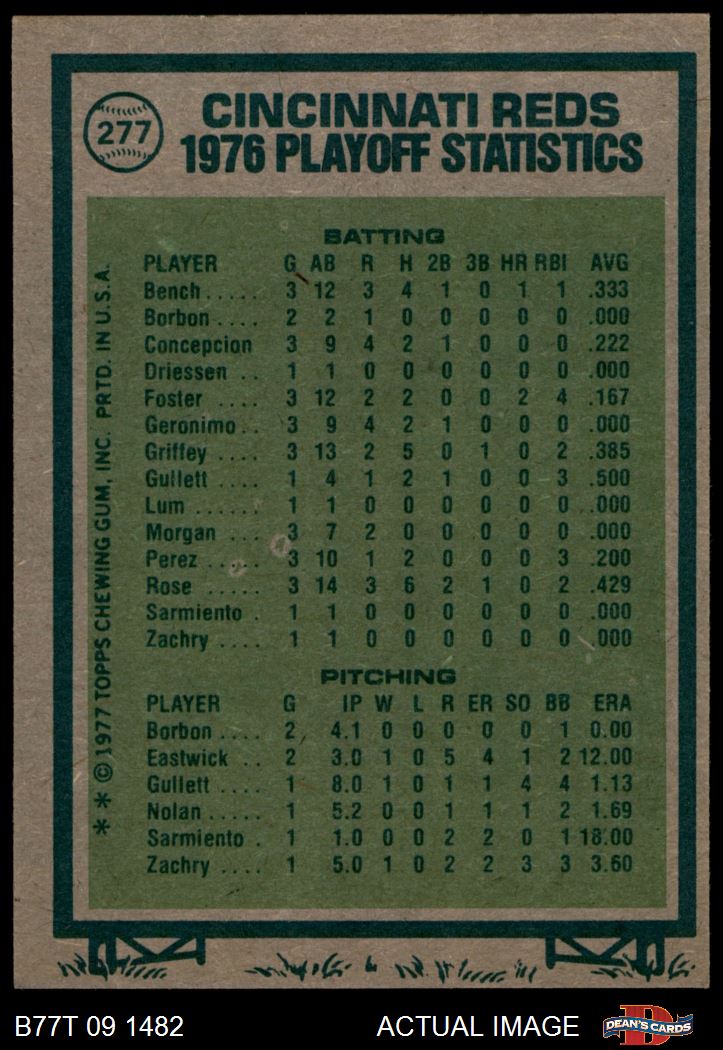 277
CINCINNATI REDS
1976 PLAYOFF STATISTICS
BATTING
PLAYER G AB R H 2B 3B HR RBI AVG
Bench ..... 3 12 3 4 1 0 1 1 .333
Borbon .... 2 2 1 0 0 0 0 0 .000
Concepcion 3 9 4 2 1 0 0 0 .222
Driessen .. 1 1 0 0 0 0 0 0 .000
Foster .... 3 12 2 2 0 0 2 4 .167
Geronimo .. 3 9 4 2 1 0 0 0 .000
Griffey .... 3 13 2 5 0 1 0 2 .385
Gullett .... 1 4 1 2 1 0 0 3 .500
Lum ..... 1 1 0 0 0 0 0 0 .000
Morgan ... 3 7 2 0 0 0 0 0 .000
Perez ..... 3 10 1 2 0 0 0 3 .200
Rose ..... 3 14 3 6 2 1 0 2 .429
Sarmiento . 1 1 0 0 0 0 0 0 .000
Zachry .... 1 1 0 0 0 0 0 0 .000
PITCHING
PLAYER G IP W L R ER SO BB ERA
Borbon .... 2 4.1 0 0 0 0 0 1 0.00
Eastwick .. 2 3.0 1 0 5 4 1 2 12.00
Gullett .... 1 8.0 1 0 1 1 4 4 1.13
Nolan ..... 1 5.2 0 0 1 1 1 2 1.69
Sarmiento . 1 1.0 0 0 2 2 0 1 18.00
Zachry .... 1 5.0 1 0 2 2 3 3 3.60
* * © 1977 TOPPS CHEWING GUM, INC. PRTD. IN U.S.A.
B77T 09 1482
ACTUAL IMAGE
D
DEAN'S CARDS